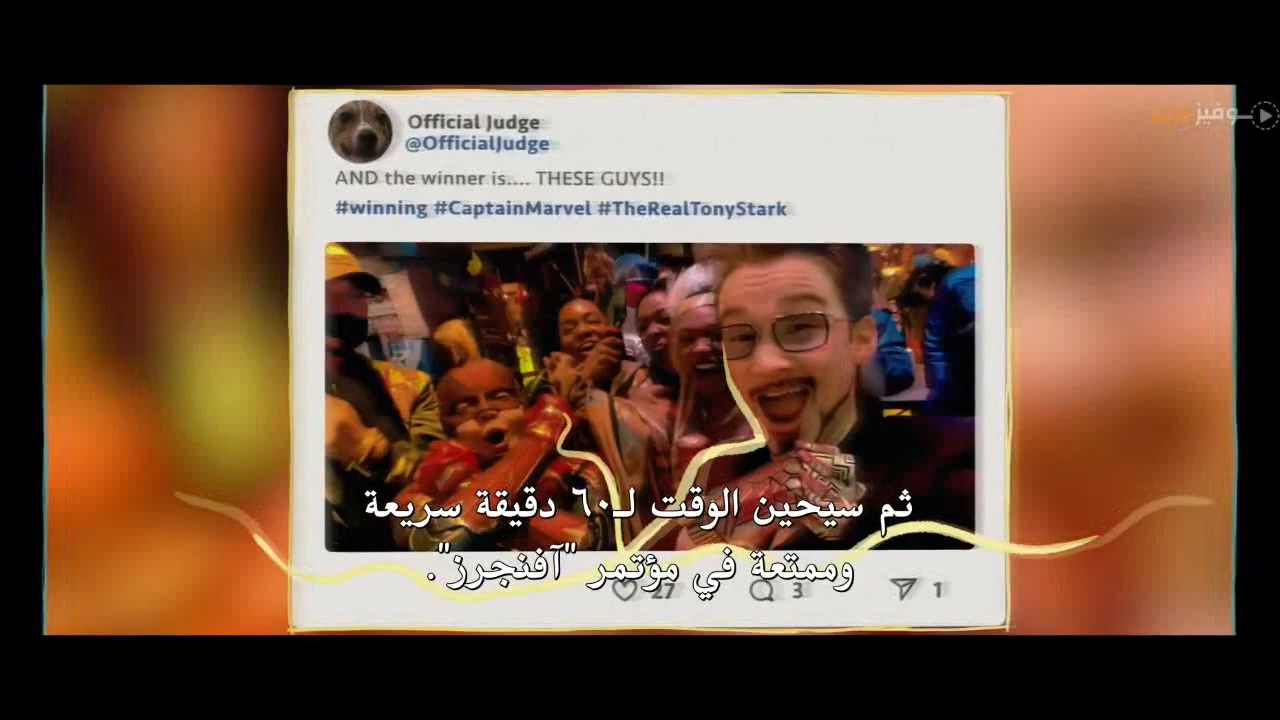 Official Judge
@OfficialJudge
AND the winner is.... THESE GUYS!!
#winning #CaptainMarvel #TheRealTonyStark
ثم سيحين الوقت لـ٦٠ دقيقة سريعة
وممتعة في مؤتمر "آفنجرز".
27 3 1